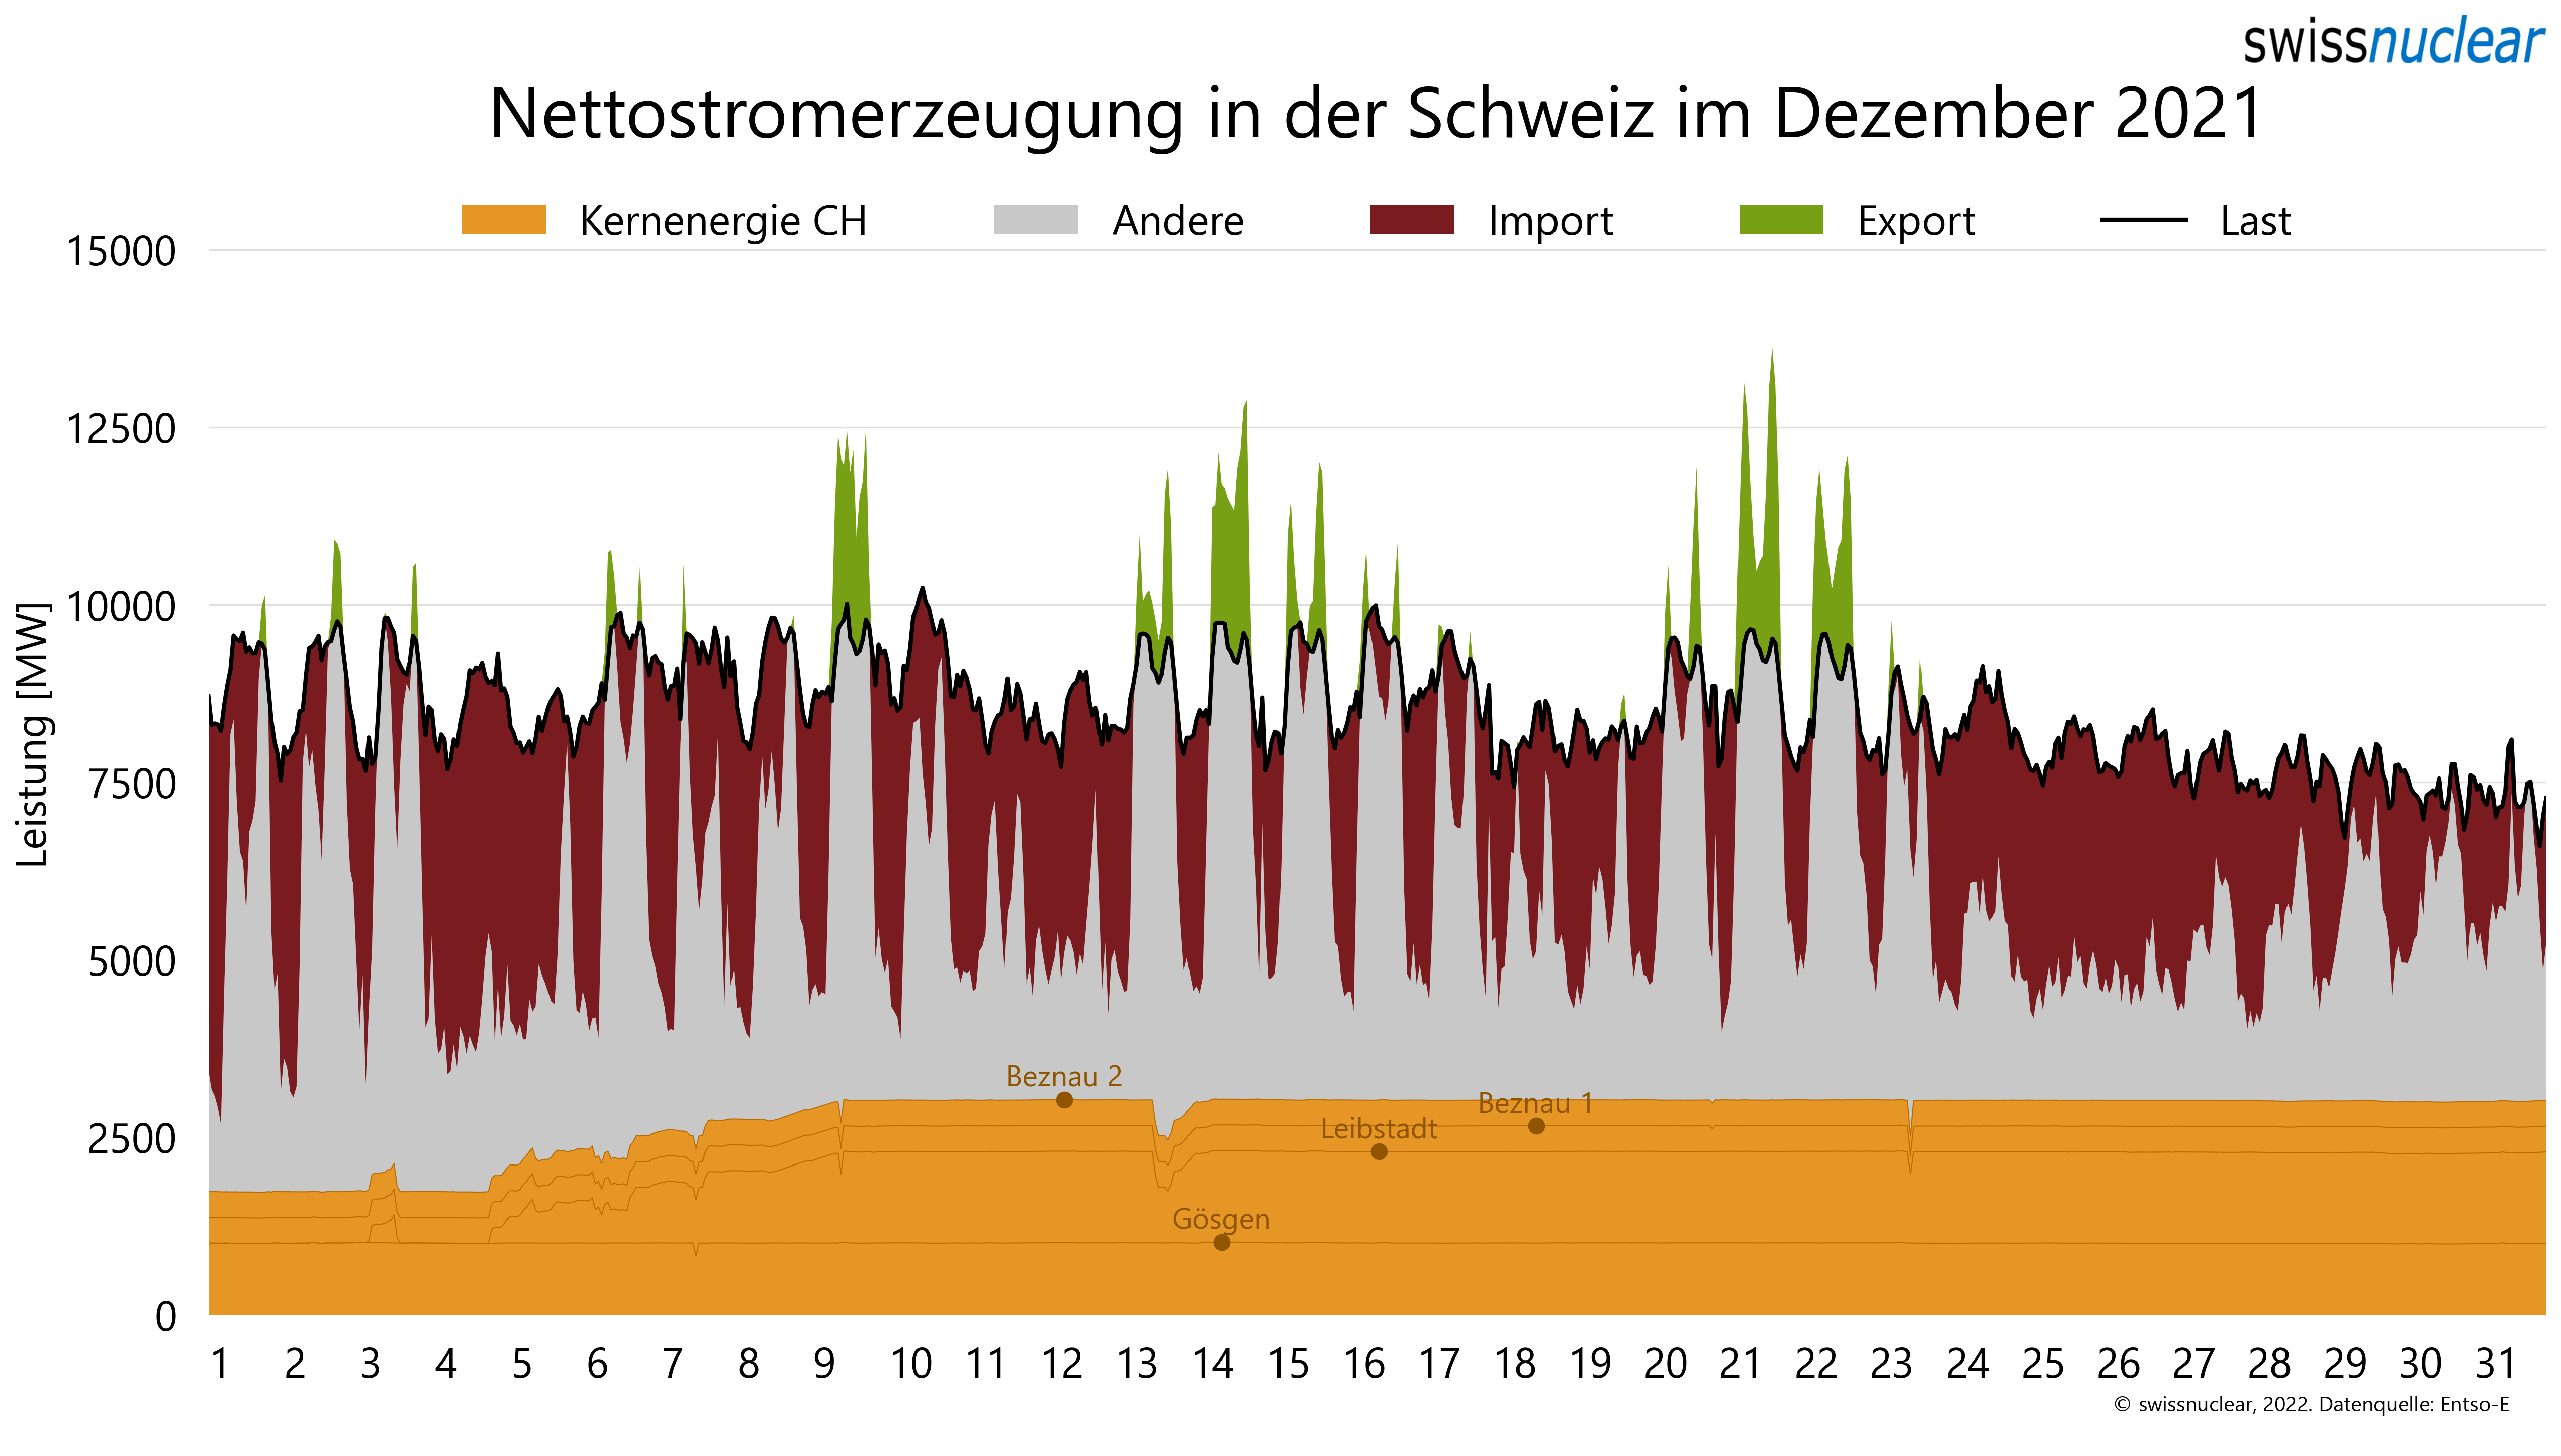 swissnuclear
Nettostromerzeugung in der Schweiz im Dezember 2021
Kernenergie CH Andere Import Export Last
15000
12500
10000
7500
5000
2500
0
Leistung [MW]
Beznau 2
Beznau 1
Leibstadt
Gösgen
1 2 3 4 5 6 7 8 9 10 11 12 13 14 15 16 17 18 19 20 21 22 23 24 25 26 27 28 29 30 31
© swissnuclear, 2022. Datenquelle: Entso-E